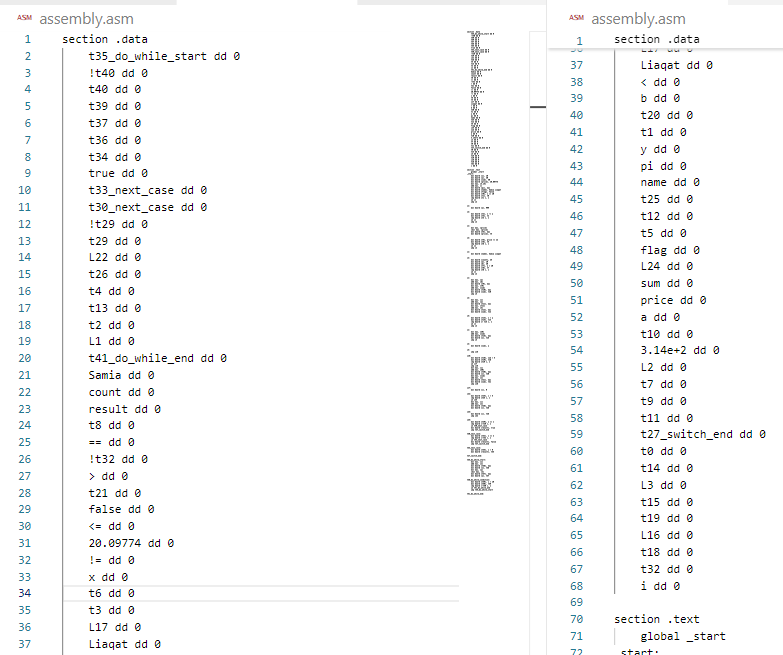 ASM assembly.asm
1 section .data
2 t35_do_while_start dd 0
3 !t40 dd 0
4 t40 dd 0
5 t39 dd 0
6 t37 dd 0
7 t36 dd 0
8 t34 dd 0
9 true dd 0
10 t33_next_case dd 0
11 t30_next_case dd 0
12 !t29 dd 0
13 t29 dd 0
14 L22 dd 0
15 t26 dd 0
16 t4 dd 0
17 t13 dd 0
18 t2 dd 0
19 L1 dd 0
20 t41_do_while_end dd 0
21 Samia dd 0
22 count dd 0
23 result dd 0
24 t8 dd 0
25 == dd 0
26 !t32 dd 0
27 > dd 0
28 t21 dd 0
29 false dd 0
30 <= dd 0
31 20.09774 dd 0
32 != dd 0
33 x dd 0
34 t6 dd 0
35 t3 dd 0
36 L17 dd 0
37 Liaqat dd 0
ASM assembly.asm
1 section .data
36 L17 dd 0
37 Liaqat dd 0
38 < dd 0
39 b dd 0
40 t20 dd 0
41 t1 dd 0
42 y dd 0
43 pi dd 0
44 name dd 0
45 t25 dd 0
46 t12 dd 0
47 t5 dd 0
48 flag dd 0
49 L24 dd 0
50 sum dd 0
51 price dd 0
52 a dd 0
53 t10 dd 0
54 3.14e+2 dd 0
55 L2 dd 0
56 t7 dd 0
57 t9 dd 0
58 t11 dd 0
59 t27_switch_end dd 0
60 t0 dd 0
61 t14 dd 0
62 L3 dd 0
63 t15 dd 0
64 t19 dd 0
65 L16 dd 0
66 t18 dd 0
67 t32 dd 0
68 i dd 0
69
70 section .text
71 global _start
72 _start: